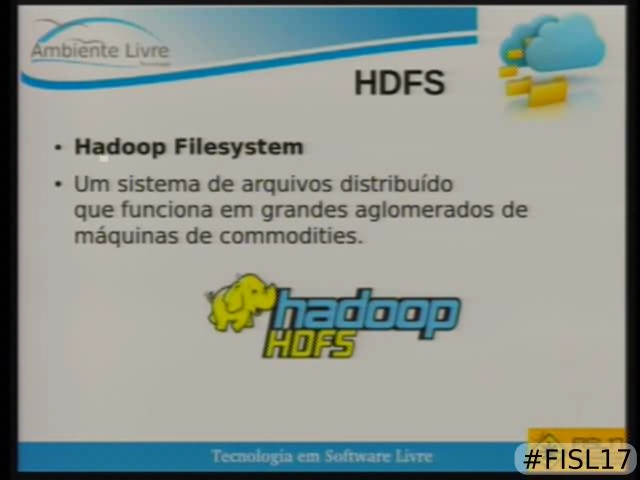 Ambiente Livre
HDFS
• Hadoop Filesystem
• Um sistema de arquivos distribuído
que funciona em grandes aglomerados de
máquinas de commodities.
hadoop
HDFS
Tecnologia em Software Livre
#FISL17